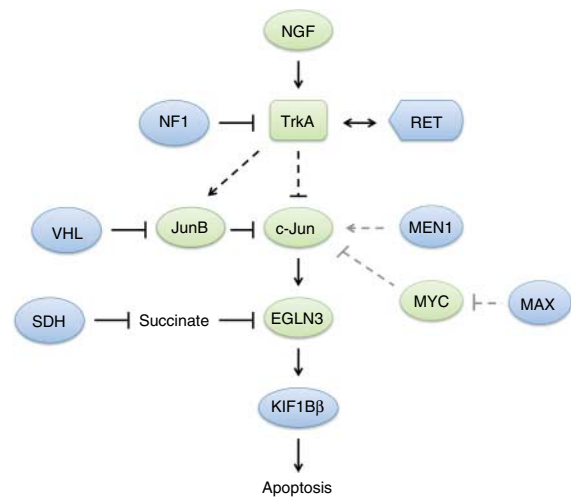 NGF
NF1
TrkA
RET
VHL
JunB
c-Jun
MEN1
MYC
MAX
SDH
Succinate
EGLN3
KIF1Bβ
Apoptosis